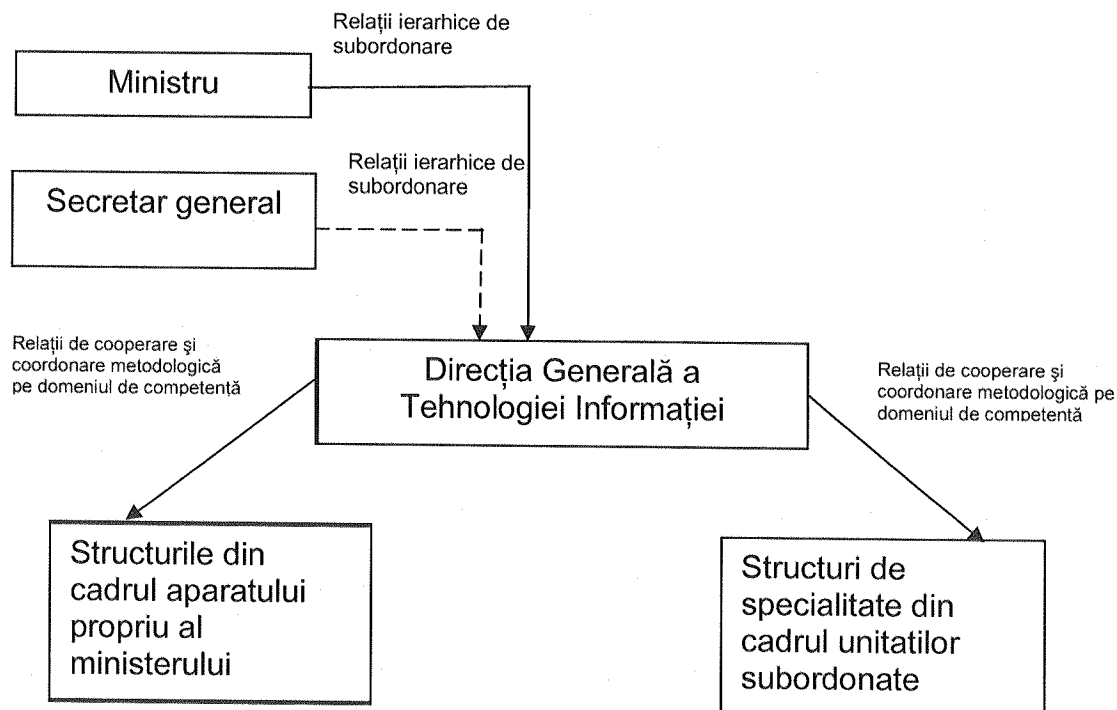 Relații ierarhice de
subordonare
Ministru
Relații ierarhice de
subordonare
Secretar general
Relații de cooperare și
coordonare metodologică
pe domeniul de competență
Direcția Generală a
Tehnologiei Informației
Relații de cooperare și
coordonare metodologică pe
domeniul de competență
Structurile din
cadrul aparatului
propriu al
ministerului
Structuri de
specialitate din
cadrul unitatilor
subordonate